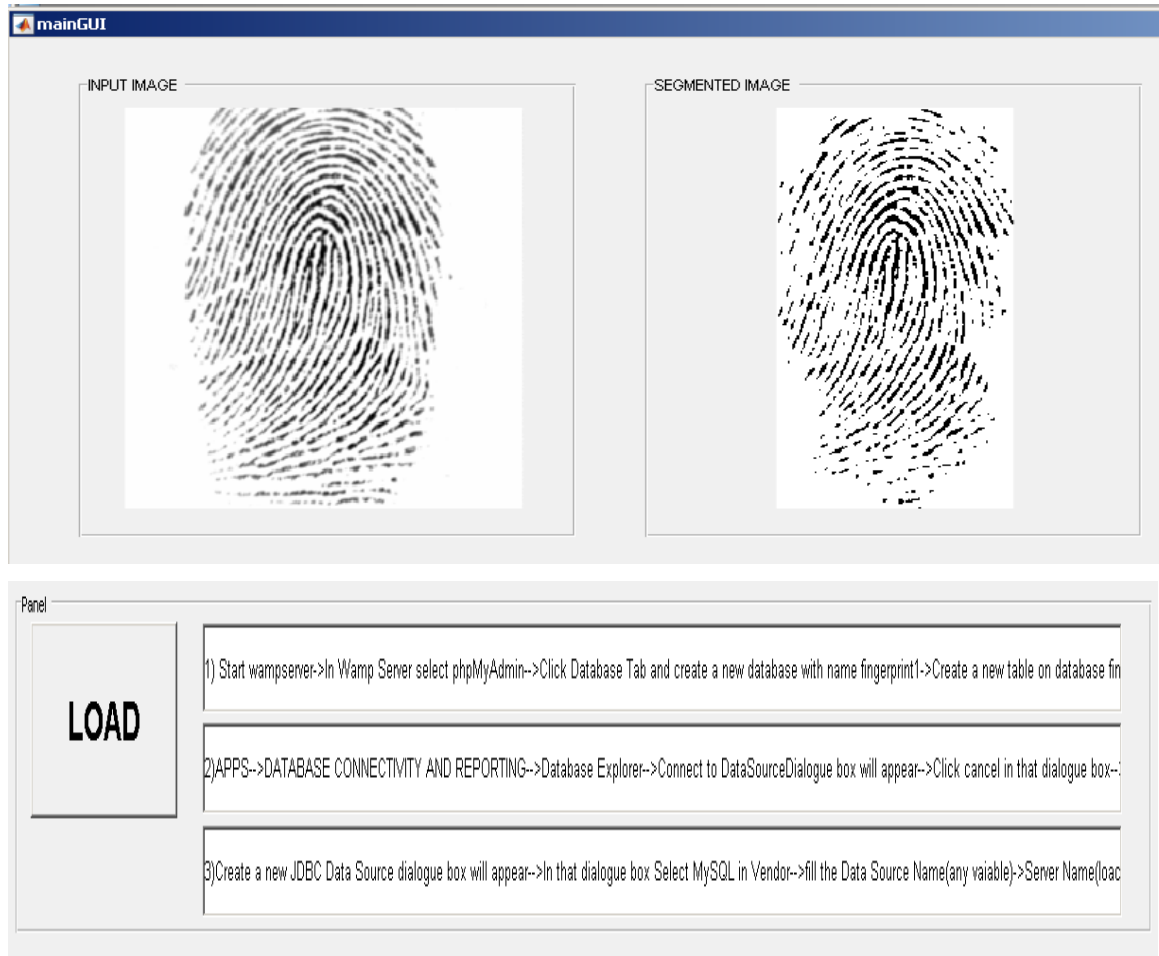 mainGUI
INPUT IMAGE
SEGMENTED IMAGE
Panel
LOAD
1) Start wampserver->In Wamp Server select phpMyAdmin-->Click Database Tab and create a new database with name fingerprint1->Create a new table on database fin
2)APPS-->DATABASE CONNECTIVITY AND REPORTING-->Database Explorer-->Connect to DataSourceDialogue box will appear-->Click cancel in that dialogue box-->
3)Create a new JDBC Data Source dialogue box will appear-->In that dialogue box Select MySQL in Vendor-->fill the Data Source Name(any vaiable)->Server Name(loac